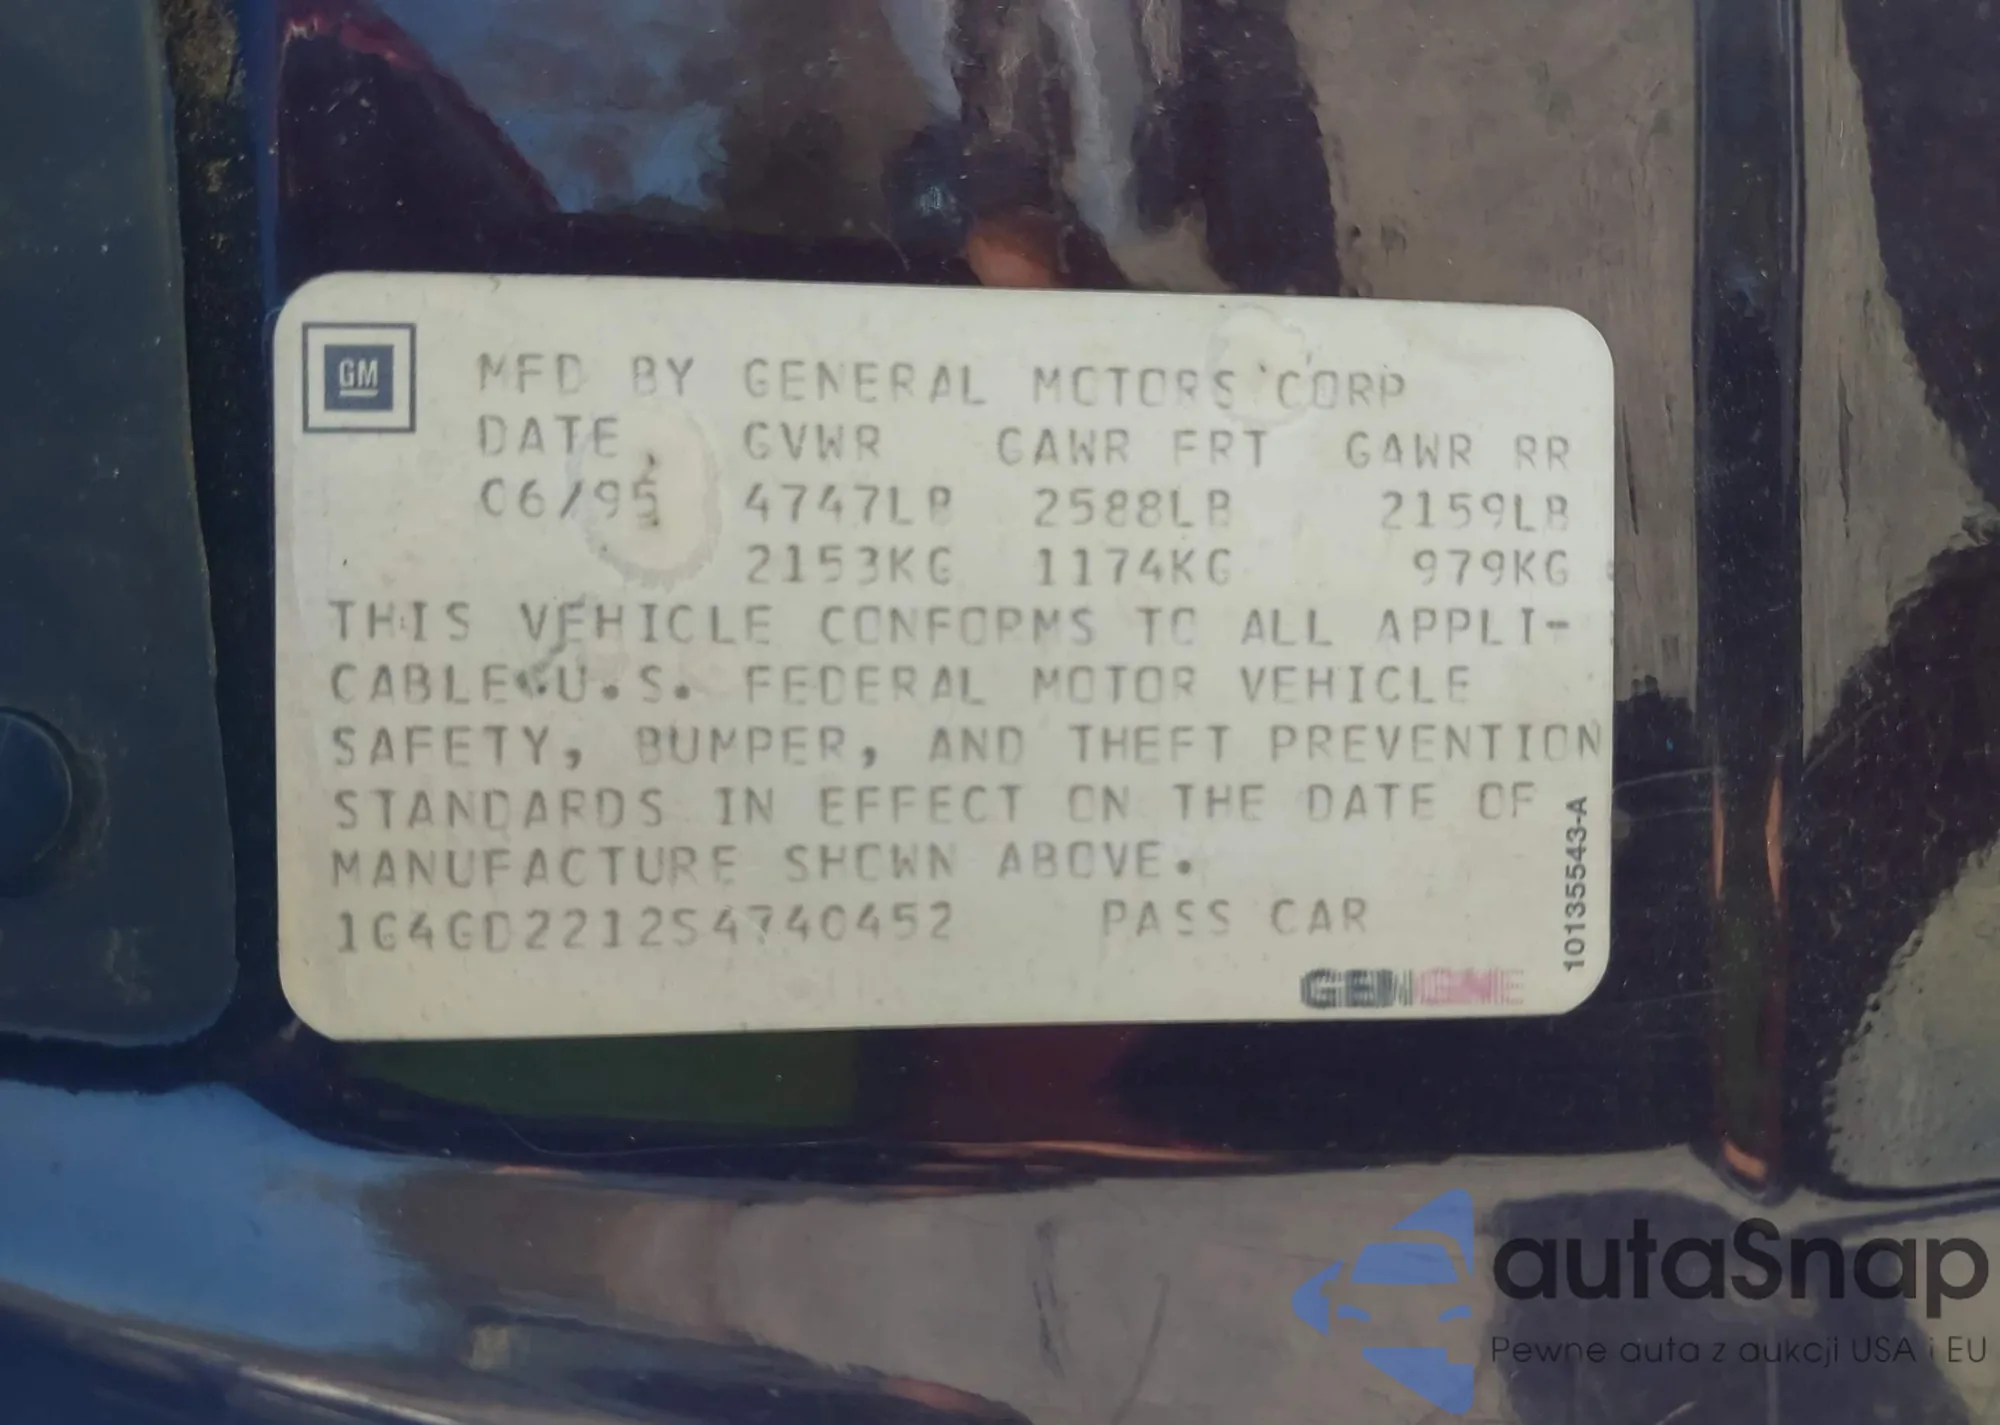 GM
MFD BY GENERAL MOTORS CORP
DATE GVWR GAWR FRT GAWR RR
06/95 4747LB 2588LB 2159LB
2153KG 1174KG 979KG
THIS VEHICLE CONFORMS TO ALL APPLI-
CABLE U.S. FEDERAL MOTOR VEHICLE
SAFETY, BUMPER, AND THEFT PREVENTION
STANDARDS IN EFFECT ON THE DATE OF
MANUFACTURE SHOWN ABOVE.
1G4GD2212S4740452 PASS CAR
10135543-A
GENUINE
autaSnap
Pewne auta z aukcji USA i EU